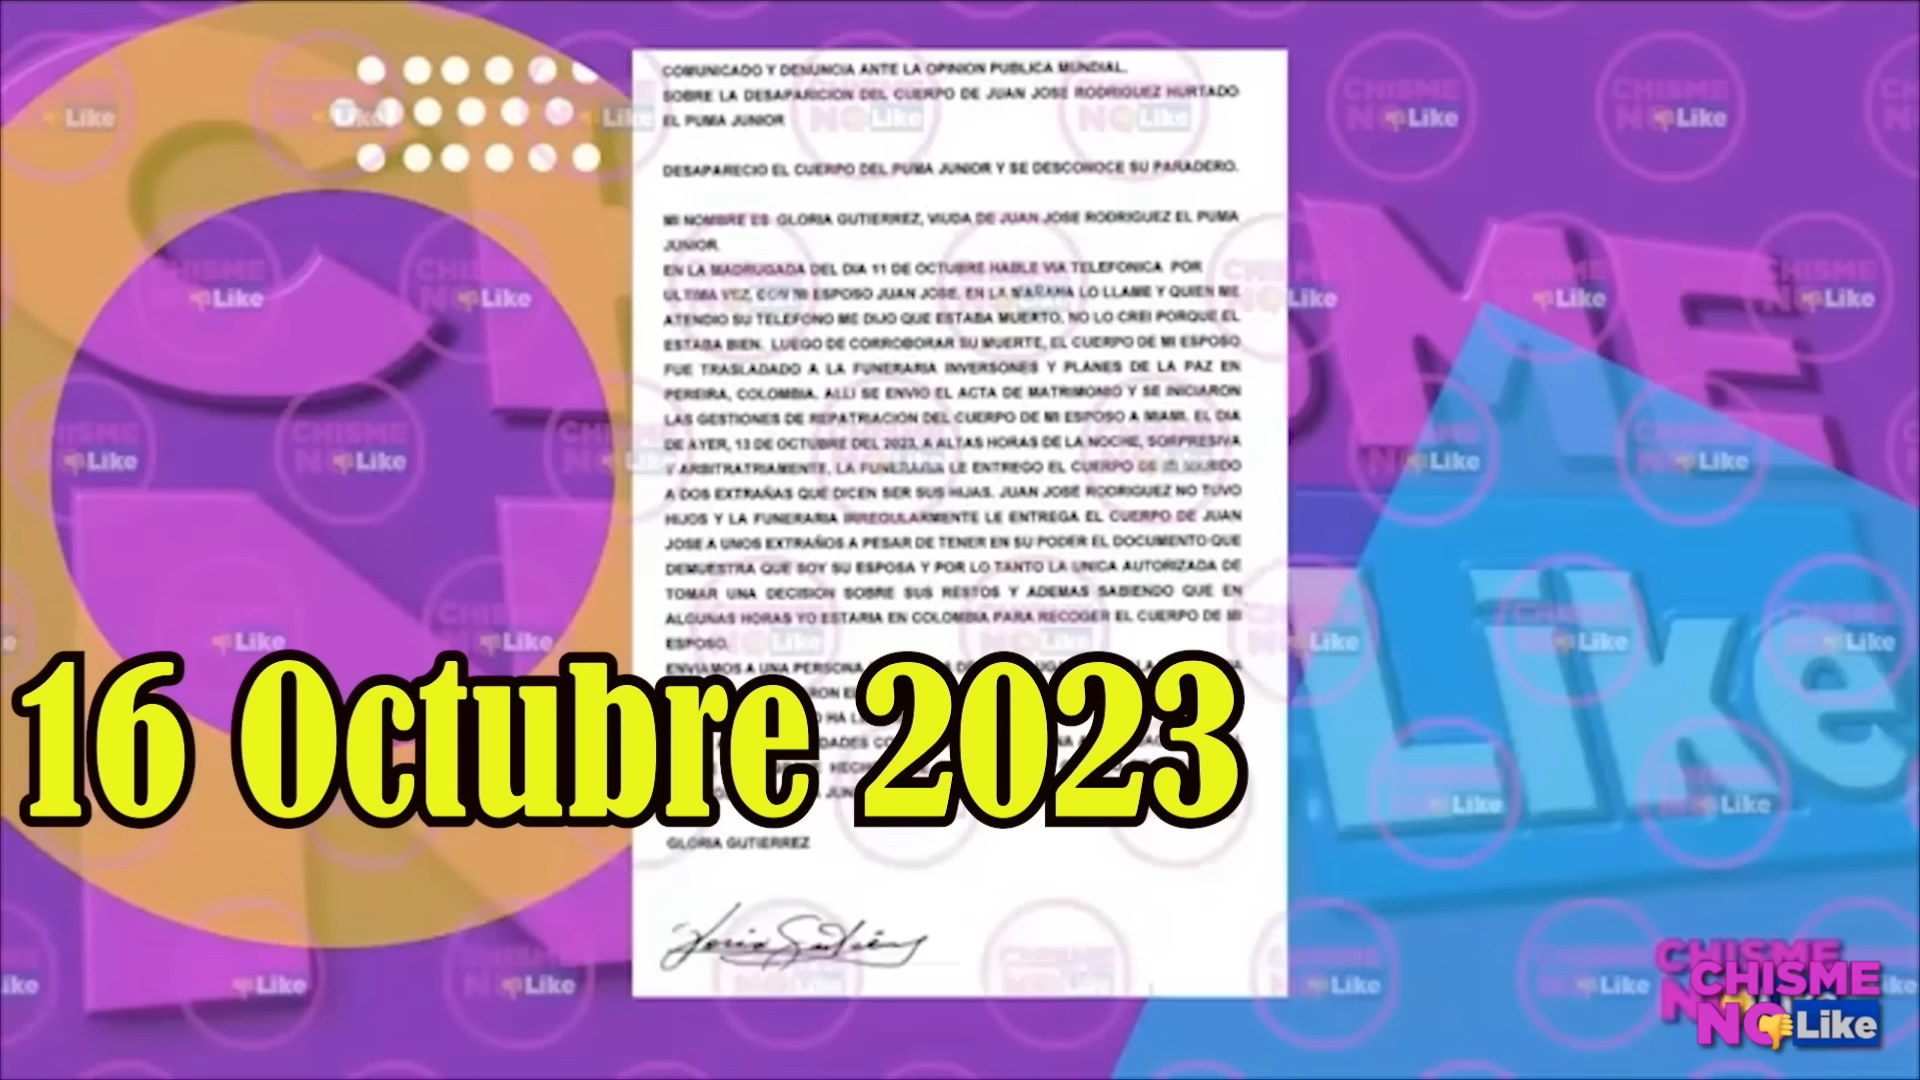 COMUNICADO Y DENUNCIA ANTE LA OPINION PUBLICA MUNDIAL.
SOBRE LA DESAPARICION DEL CUERPO DE JUAN JOSE RODRIGUEZ HURTADO
EL PUMA JUNIOR
DESAPARECIO EL CUERPO DEL PUMA JUNIOR Y SE DESCONOCE SU PARADERO.
MI NOMBRE ES GLORIA GUTIERREZ, VIUDA DE JUAN JOSE RODRIGUEZ EL PUMA
JUNIOR.
EN LA MADRUGADA DEL DIA 11 DE OCTUBRE HABLE VIA TELEFONICA POR
ULTIMA VEZ, CON MI ESPOSO JUAN JOSE. EN LA MAÑANA LO LLAME Y QUIEN ME
ATENDIO SU TELEFONO ME DIJO QUE ESTABA MUERTO. NO LO CREI PORQUE EL
ESTABA BIEN. LUEGO DE CORROBORAR SU MUERTE, EL CUERPO DE MI ESPOSO
FUE TRASLADADO A LA FUNERARIA INVERSONES Y PLANES DE LA PAZ EN
PEREIRA, COLOMBIA. ALLI SE ENVIO EL ACTA DE MATRIMONIO Y SE INICIARON
LAS GESTIONES DE REPATRIACION DEL CUERPO DE MI ESPOSO A MIAMI. EL DIA
DE AYER, 13 DE OCTUBRE DEL 2023, A ALTAS HORAS DE LA NOCHE, SORPRESIVA
Y ARBITRATRIAMENTE, LA FUNERARIA LE ENTREGO EL CUERPO DE MI MARIDO
A DOS EXTRAÑAS QUE DICEN SER SUS HIJAS. JUAN JOSE RODRIGUEZ NO TUVO
HIJOS Y LA FUNERARIA IRREGULARMENTE LE ENTREGA EL CUERPO DE JUAN
JOSE A UNOS EXTRAÑOS A PESAR DE TENER EN SU PODER EL DOCUMENTO QUE
DEMUESTRA QUE SOY SU ESPOSA Y POR LO TANTO LA UNICA AUTORIZADA DE
TOMAR UNA DECISION SOBRE SUS RESTOS Y ADEMAS SABIENDO QUE EN
ALGUNAS HORAS YO ESTARIA EN COLOMBIA PARA RECOGER EL CUERPO DE MI
ESPOSO.
ENVIAMOS A UNA PERSONA
16 Octubre 2023
GLORIA GUTIERREZ
Gloria Gutiérrez
CHISME
NO Like